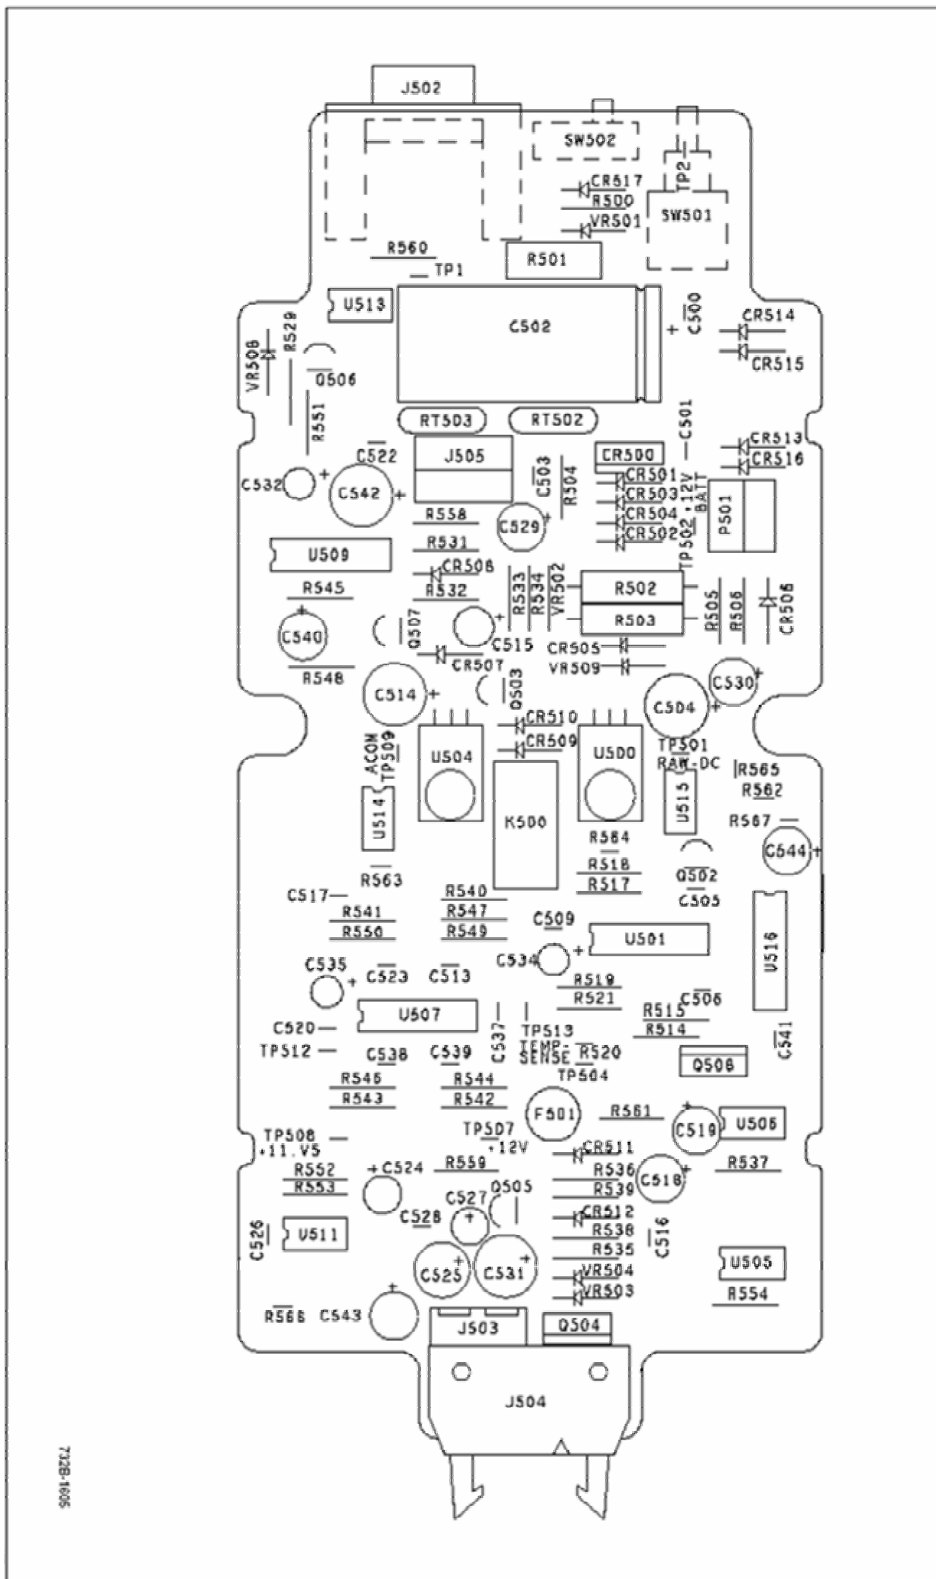 J502
SW502
TP2
CR517
R500
SW501
VR501
R560
R501
TP1
U513
C502
+
C500
CR514
R529
VR508
CR515
Q506
R551
RT503
RT502
C501
C522
J505
CR500
CR513
CR516
C532
+
C542
+
C503
R504
CR501
CR503
CR504
CR502
TP502 +12V
BATT
P501
R558
C529
+
U509
R531
CR508
R545
R532
R533
R534
VR502
R502
R503
R505
R506
CR506
+
C540
Q507
C515
+
CR505
CR507
VR509
R548
C514
+
Q503
C504
+
C530
+
CR510
CR509
ACOM
TP509
U504
U500
TP501
RAW-DC
R565
R562
U515
U514
K500
R567
R564
C544
+
R563
R518
R517
Q502
C505
C517
R540
R541
R547
R550
R549
C509
U501
U516
C535
+
C523
C513
C534
+
R519
R521
C506
R515
R514
C520
U507
C537
TP513
TEMP-
SENSE
R520
C541
TP512
C538
C539
TP504
Q508
R546
R544
R543
R542
F501
R561
+
C519
U506
TP508
+11.V5
TP507
+12V
CR511
R552
R553
+
C524
R559
R536
R539
C518
+
R537
C527
+
Q505
C526
U511
C528
CR512
R538
R535
C516
C525
+
C531
+
VR504
VR503
U505
R554
R566
C543
+
J503
Q504
J504
732B-1605